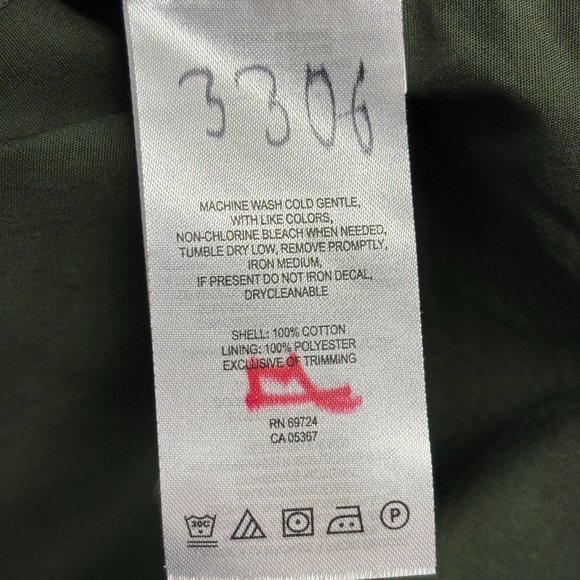 3306
MACHINE WASH COLD GENTLE,
WITH LIKE COLORS,
NON-CHLORINE BLEACH WHEN NEEDED,
TUMBLE DRY LOW, REMOVE PROMPTLY,
IRON MEDIUM,
IF PRESENT DO NOT IRON DECAL,
DRYCLEANABLE
SHELL: 100% COTTON
LINING: 100% POLYESTER
EXCLUSIVE OF TRIMMING
RN 69724
CA 05367
30C P